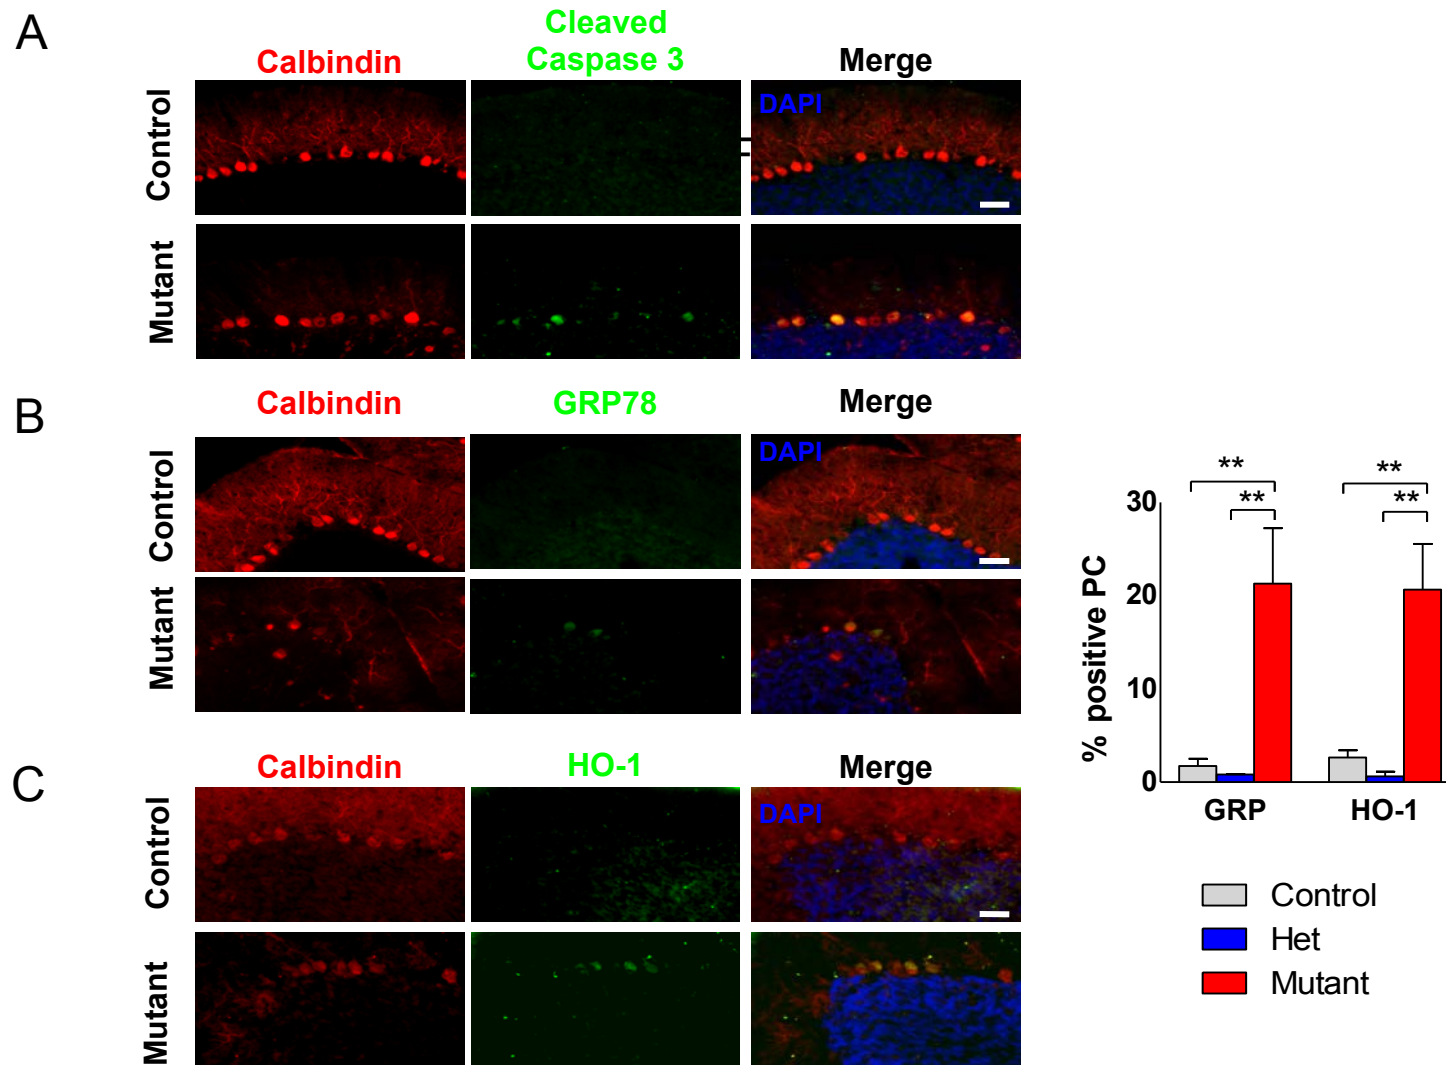 A
Calbindin
Cleaved
Caspase 3
Merge
Control
DAPI
Mutant
B
Calbindin
GRP78
Merge
Control
DAPI
Mutant
C
Calbindin
HO-1
Merge
Control
DAPI
Mutant
**
**
**
**
30
20
10
0
% positive PC
GRP
HO-1
Control
Het
Mutant